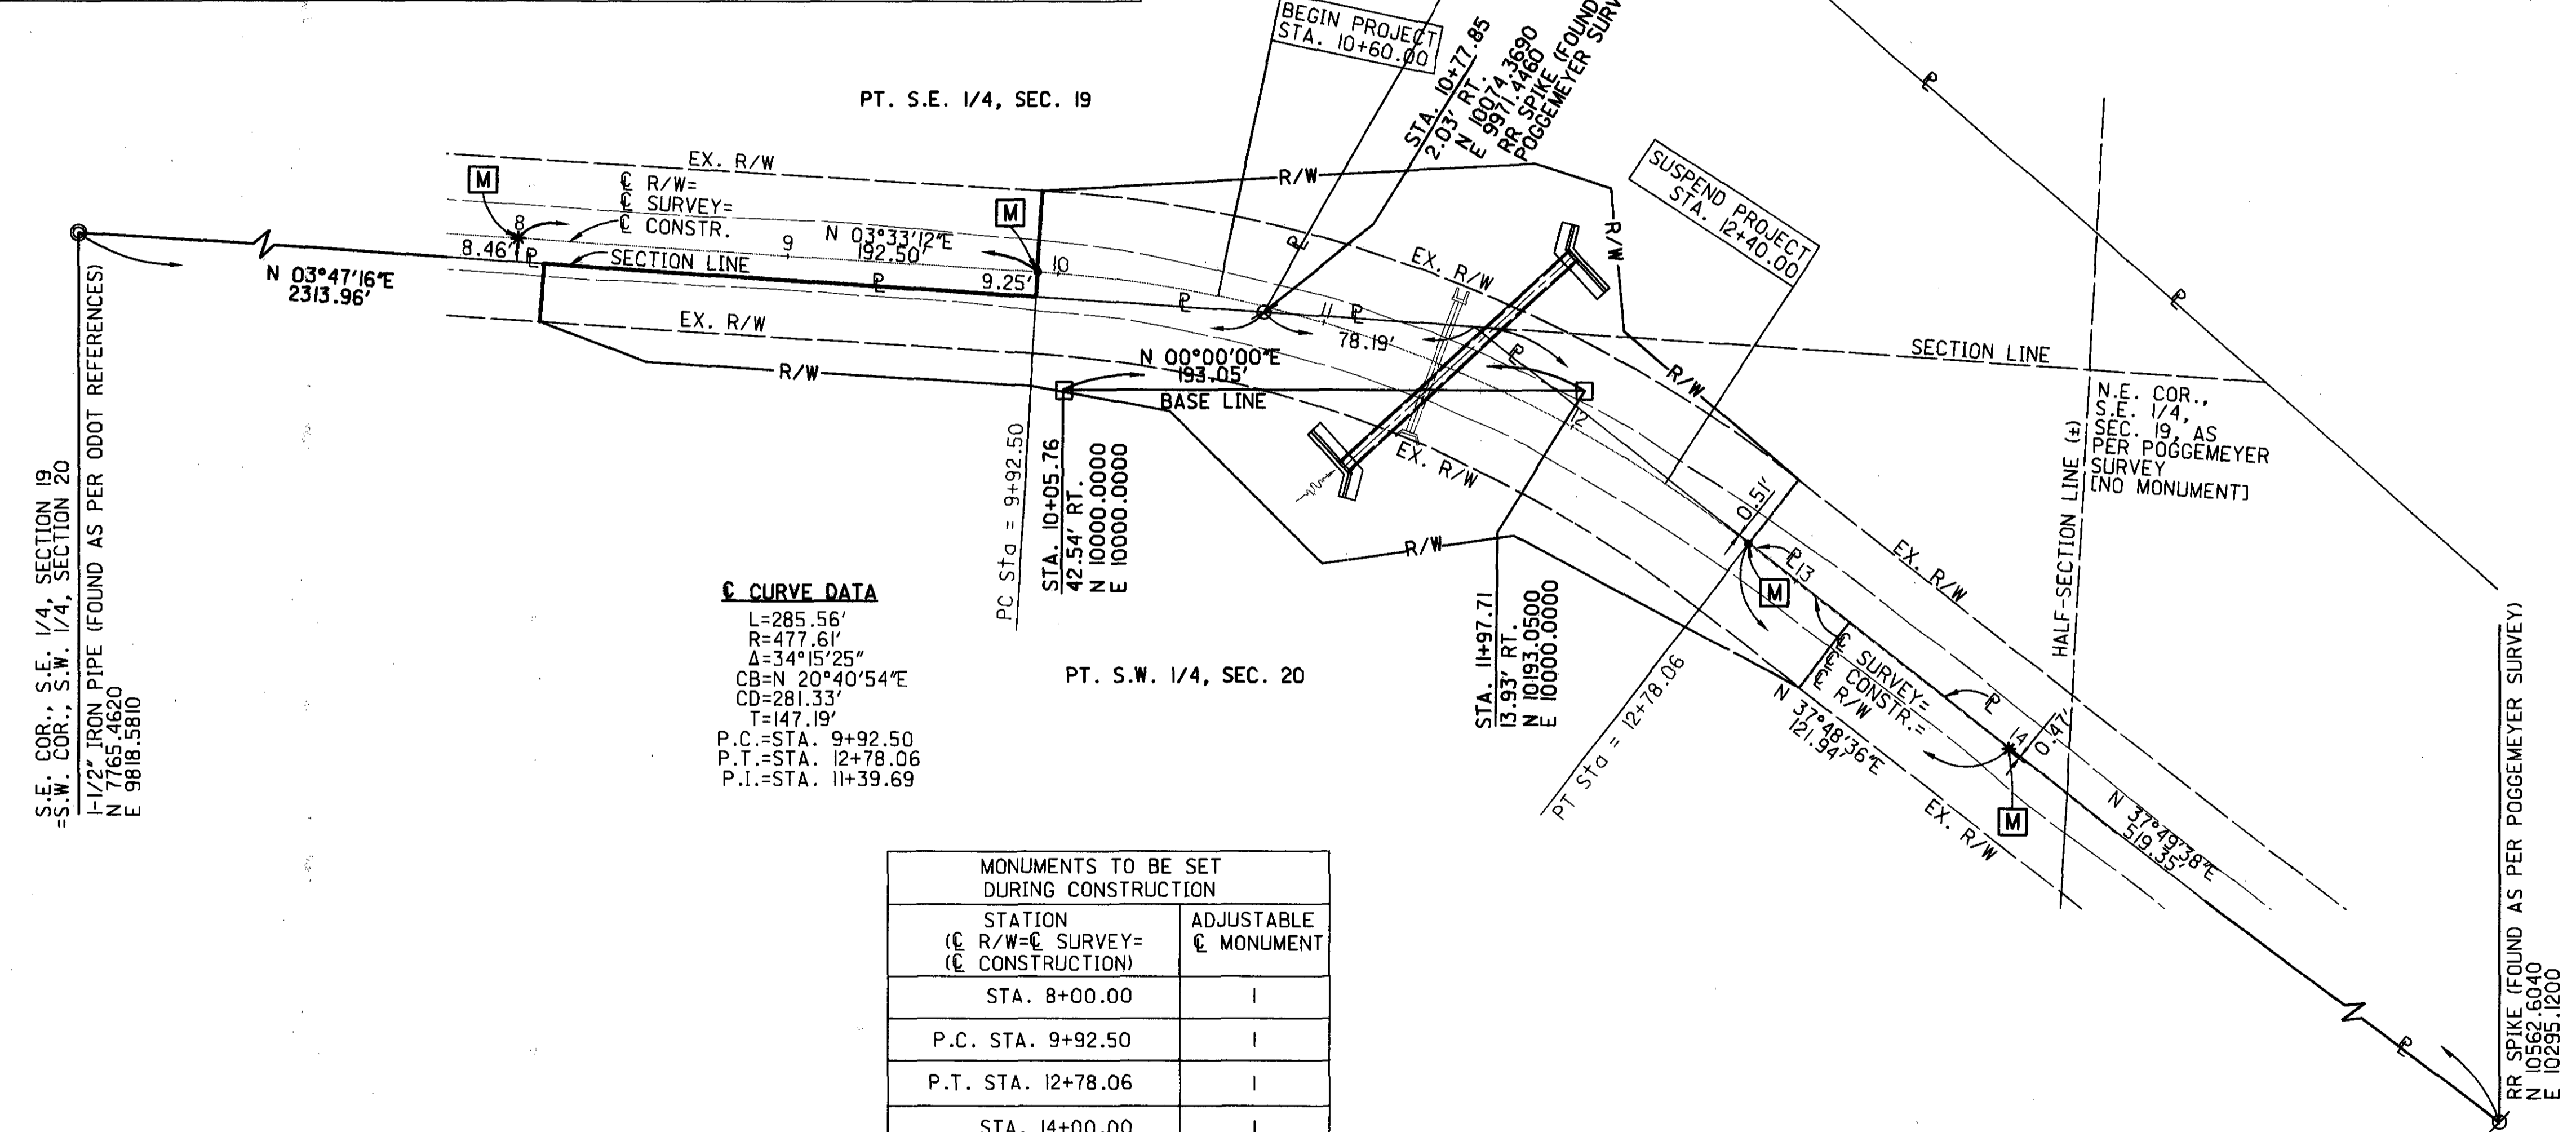 BEGIN PROJECT
STA. 10+60.00
STA. 10+77.85
2.03' RT.
N 10074.3690
E 9971.4460
RR SPIKE (FOUND
POGGEMEYER SURV
PT. S.E. 1/4, SEC. 19
SUSPEND PROJECT
STA. 12+40.00
EX. R/W
R/W
R/W
M
M
℄ R/W=
℄ SURVEY=
℄ CONSTR.
8
9
10
11
12
13
14
8.46'
℄
N 03°33'12"E
192.50'
SECTION LINE
9.25'
N 03°47'16"E
2313.96'
EX. R/W
R/W
EX. R/W
R/W
78.19'
N 00°00'00"E
193.05'
BASE LINE
EX. R/W
R/W
SECTION LINE
N.E. COR.,
S.E. 1/4,
SEC. 19, AS
PER POGGEMEYER
SURVEY
[NO MONUMENT]
HALF-SECTION LINE (±)
S.E. COR., S.E. 1/4, SECTION 19
=S.W. COR., S.W. 1/4, SECTION 20
1-1/2" IRON PIPE (FOUND AS PER ODOT REFERENCES)
N 7765.4620
E 9818.5810
PC Sta = 9+92.50
STA. 10+05.76
42.54' RT.
N 10000.0000
E 10000.0000
℄ CURVE DATA
L=285.56'
R=477.61'
Δ=34°15'25"
CB=N 20°40'54"E
CD=281.33'
T=147.19'
P.C.=STA. 9+92.50
P.T.=STA. 12+78.06
P.I.=STA. 11+39.69
PT. S.W. 1/4, SEC. 20
STA. 11+97.71
13.93' RT.
N 10193.0500
E 10000.0000
0.51'
M
EX. R/W
PT Sta = 12+78.06
℄ SURVEY=
℄ CONSTR.=
℄ R/W
N 37°48'36"E
121.94'
0.47'
M
EX. R/W
N 37°49'38"E
519.35'
RR SPIKE (FOUND AS PER POGGEMEYER SURVEY)
N 10562.6040
E 10295.1200
MONUMENTS TO BE SET
DURING CONSTRUCTION
STATION
(℄ R/W=℄ SURVEY=
(℄ CONSTRUCTION)
ADJUSTABLE
℄ MONUMENT
STA. 8+00.00 1
P.C. STA. 9+92.50 1
P.T. STA. 12+78.06 1
STA. 14+00.00 1